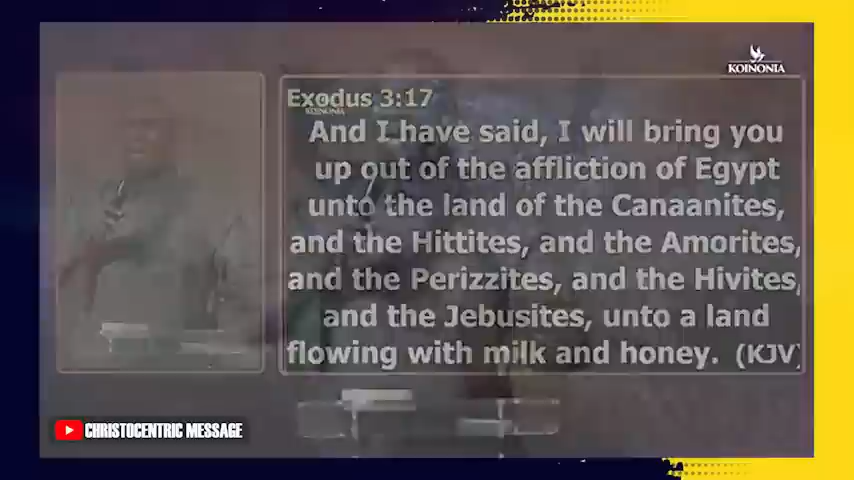 KOINONIA
Exodus 3:17
KOINONIA
And I have said, I will bring you
up out of the affliction of Egypt
unto the land of the Canaanites,
and the Hittites, and the Amorites,
and the Perizzites, and the Hivites,
and the Jebusites, unto a land
flowing with milk and honey. (KJV)
CHRISTOCENTRIC MESSAGE